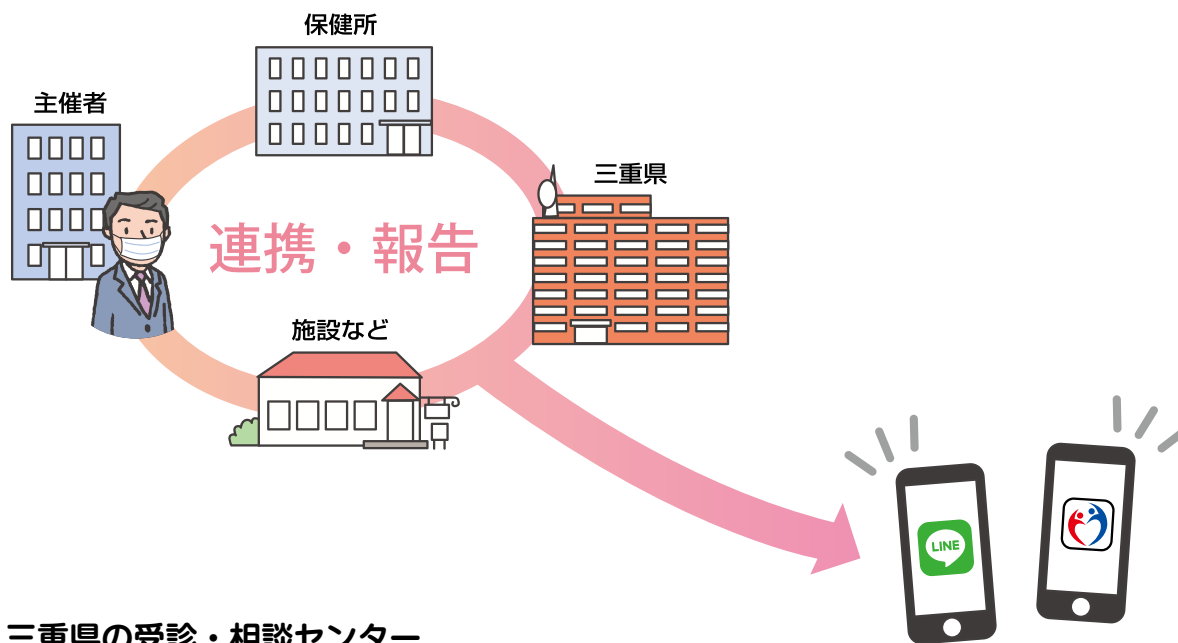 保健所
主催者
三重県
連携・報告
施設など
LINE
三重県の受診・相談センター